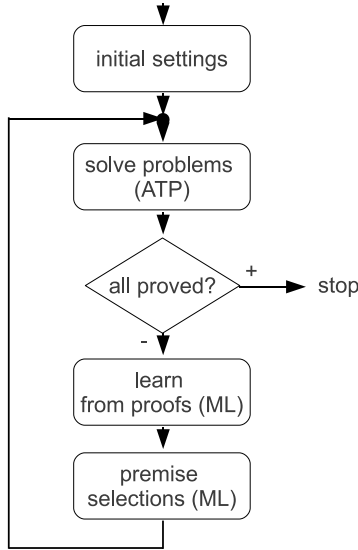 initial settings
solve problems
(ATP)
all proved?
+
stop
-
learn
from proofs (ML)
premise
selections (ML)